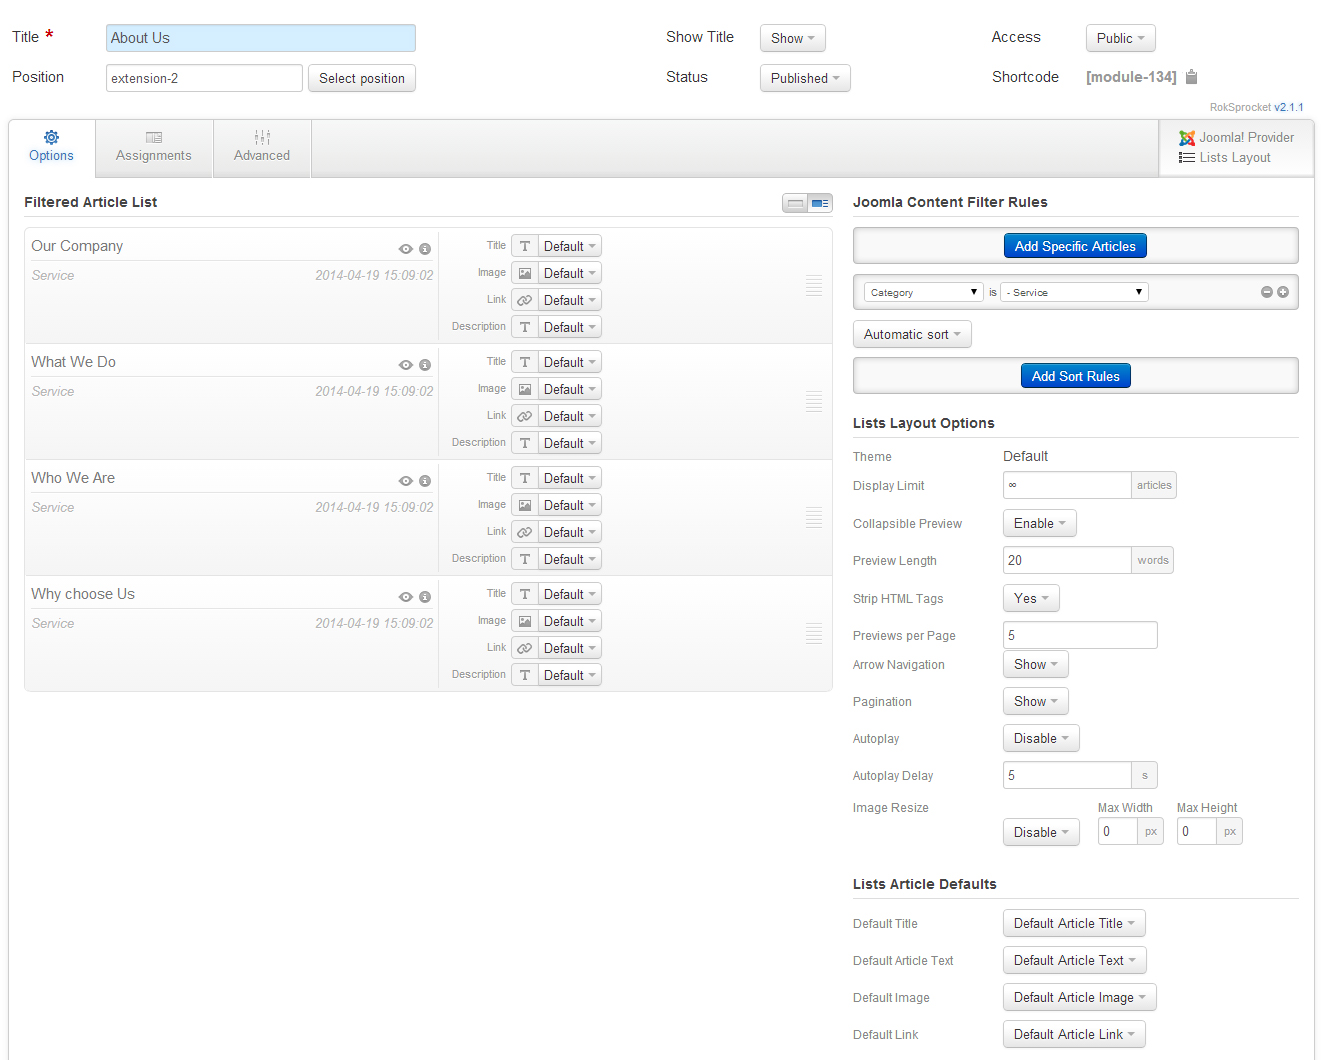 Title * About Us Show Title Show Access Public
Position extension-2 Select position Status Published Shortcode [module-134]
RokSprocket v2.1.1
Options Assignments Advanced
Joomla! Provider
Lists Layout
Filtered Article List
Our Company
Service 2014-04-19 15:09:02
Title T Default
Image Default
Link Default
Description T Default
What We Do
Service 2014-04-19 15:09:02
Title T Default
Image Default
Link Default
Description T Default
Who We Are
Service 2014-04-19 15:09:02
Title T Default
Image Default
Link Default
Description T Default
Why choose Us
Service 2014-04-19 15:09:02
Title T Default
Image Default
Link Default
Description T Default
Joomla Content Filter Rules
Add Specific Articles
Category is - Service
Automatic sort
Add Sort Rules
Lists Layout Options
Theme Default
Display Limit ∞ articles
Collapsible Preview Enable
Preview Length 20 words
Strip HTML Tags Yes
Previews per Page 5
Arrow Navigation Show
Pagination Show
Autoplay Disable
Autoplay Delay 5 s
Image Resize Max Width Max Height
Disable 0 px 0 px
Lists Article Defaults
Default Title Default Article Title
Default Article Text Default Article Text
Default Image Default Article Image
Default Link Default Article Link